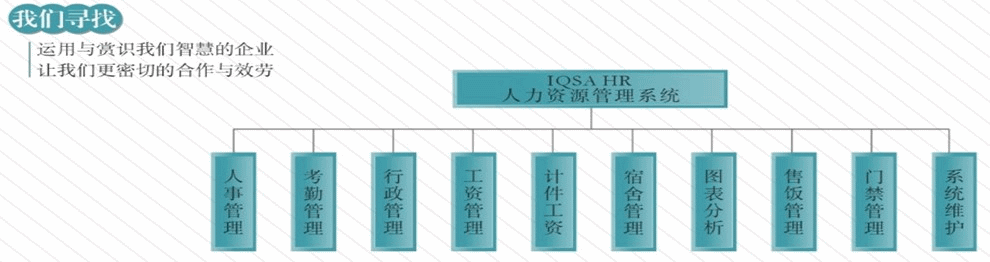 我们寻找
运用与赏识我们智慧的企业
让我们更密切的合作与效劳
IQSA HR
人力资源管理系统
人事管理
考勤管理
行政管理
工资管理
计件工资
宿舍管理
图表分析
售饭管理
门禁管理
系统维护